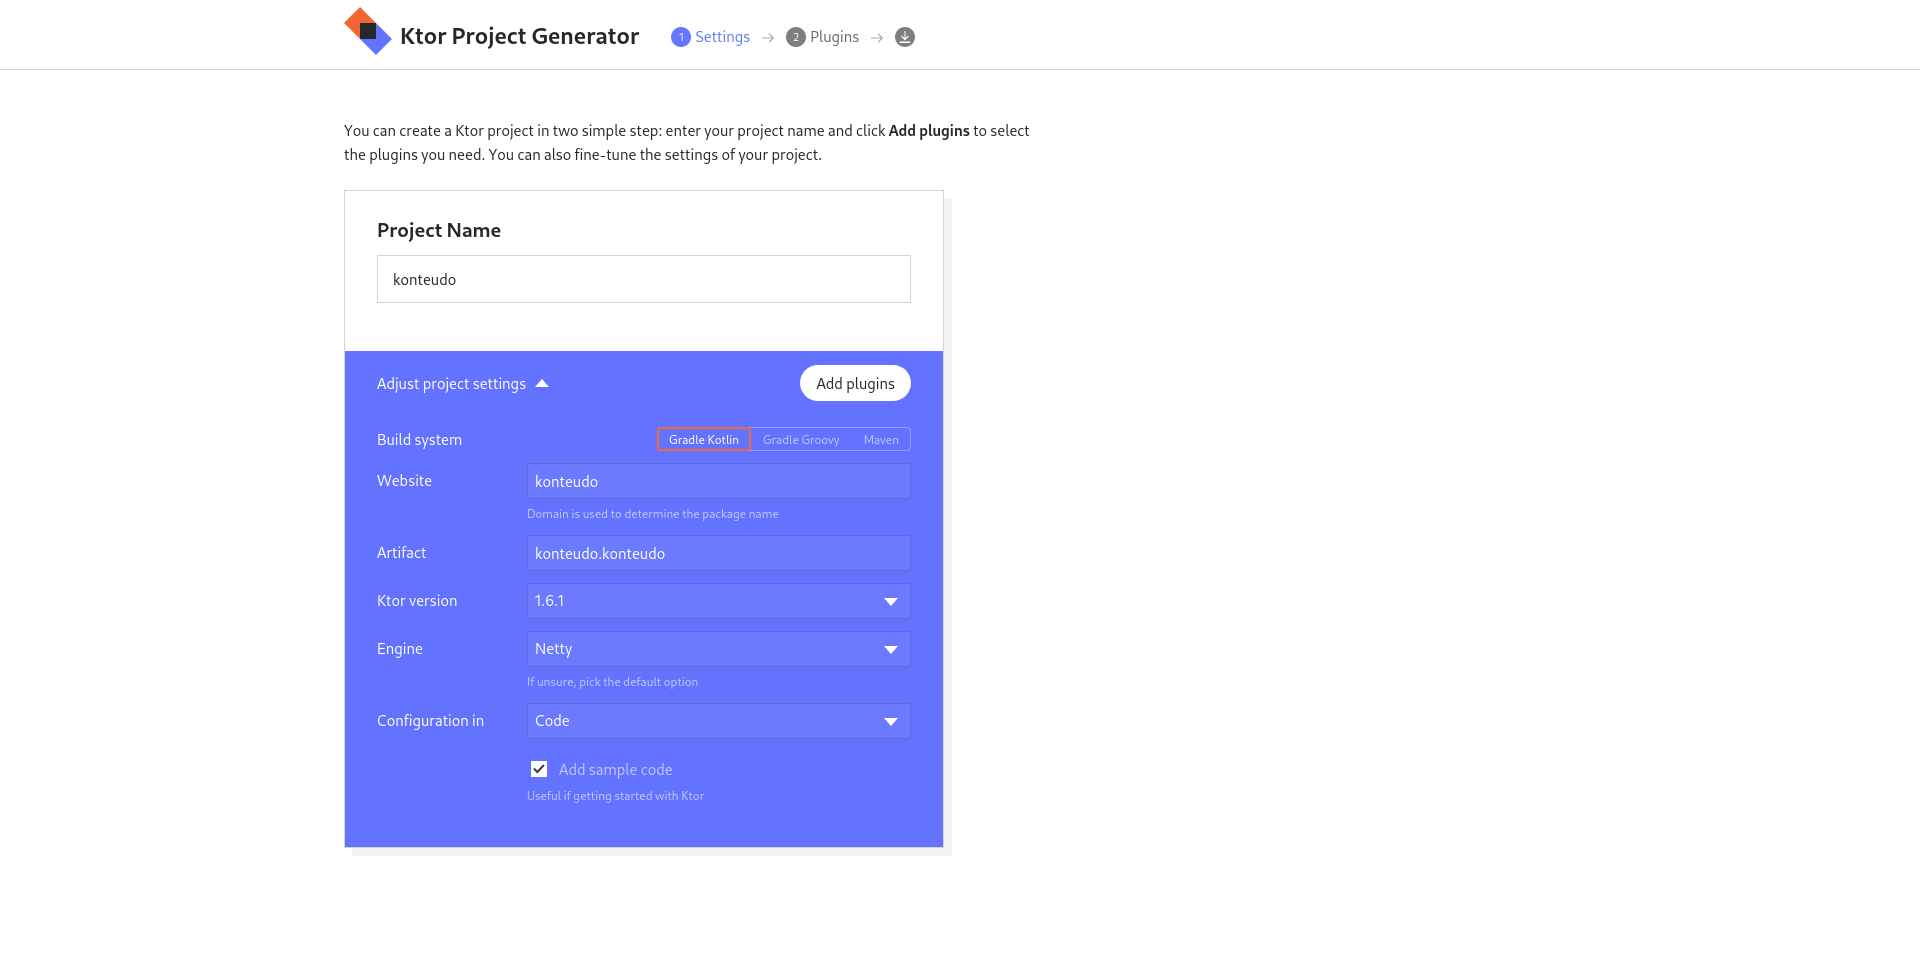 Ktor Project Generator
1 Settings → 2 Plugins →
You can create a Ktor project in two simple step: enter your project name and click Add plugins to select
the plugins you need. You can also fine-tune the settings of your project.
Project Name
konteudo
Adjust project settings
Add plugins
Build system
Gradle Kotlin
Gradle Groovy
Maven
Website
konteudo
Domain is used to determine the package name
Artifact
konteudo.konteudo
Ktor version
1.6.1
Engine
Netty
If unsure, pick the default option
Configuration in
Code
Add sample code
Useful if getting started with Ktor